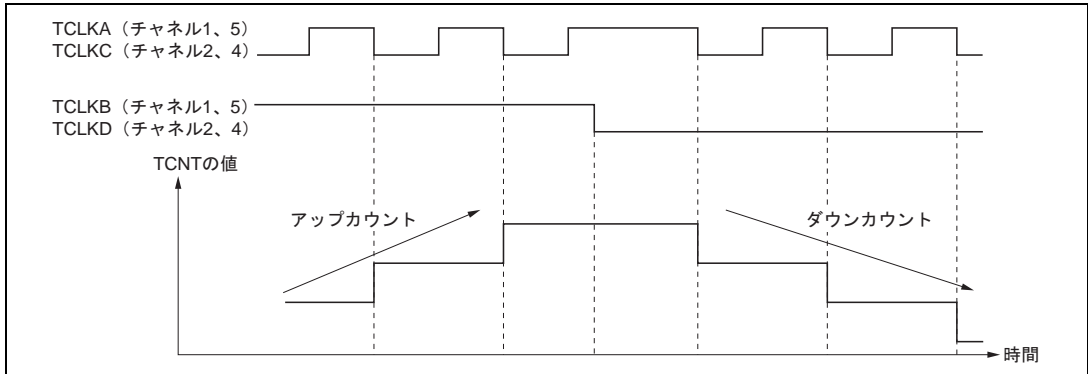 TCLKA（チャネル1、5）
TCLKC（チャネル2、4）
TCLKB（チャネル1、5）
TCLKD（チャネル2、4）
TCNTの値
アップカウント
ダウンカウント
時間